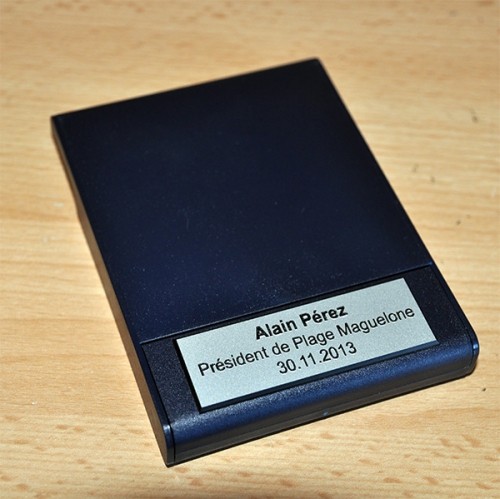 Alain Pérez
Président de Plage Maguelone
30.11.2013